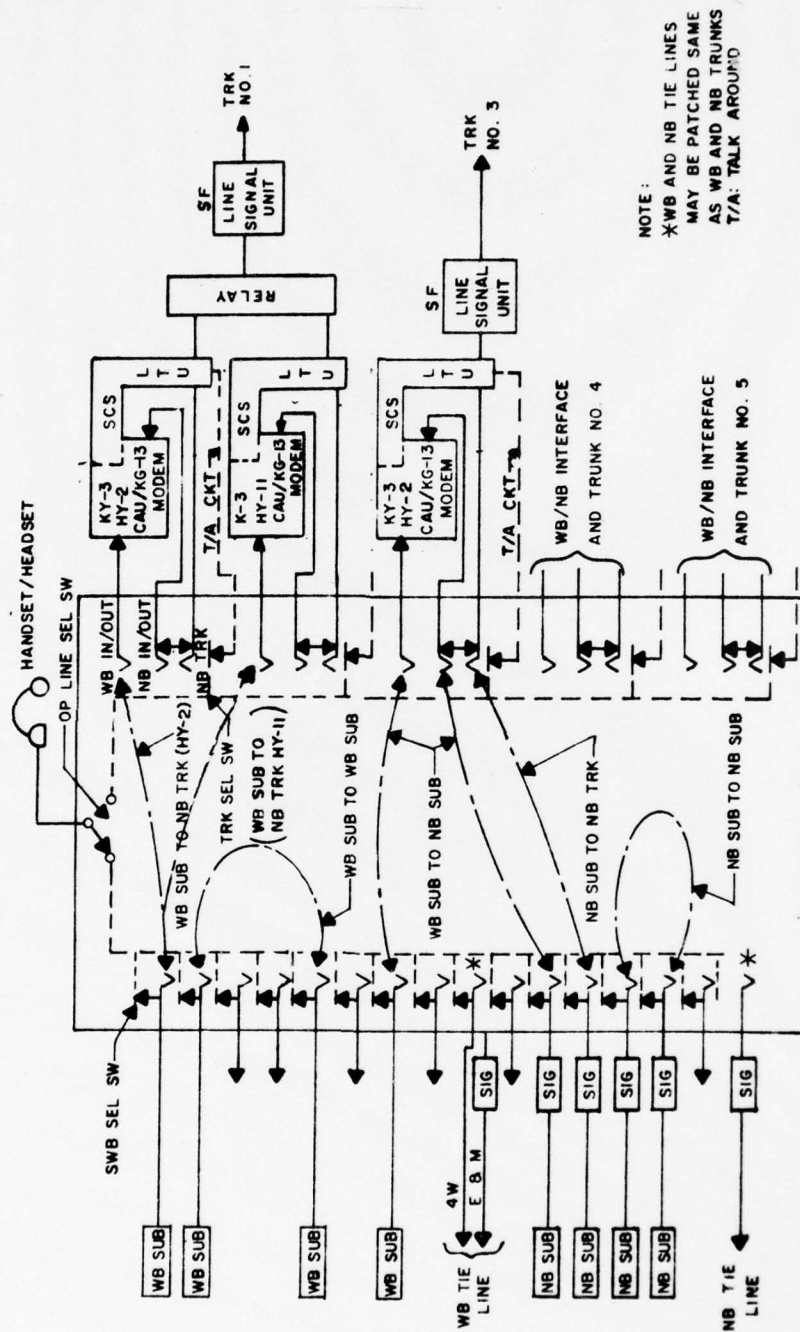 HANDSET/HEADSET
OP LINE SEL SW
SWB SEL SW
WB SUB
WB SUB
WB SUB
WB SUB
WB TIE
LINE
4W
E & M
SIG
NB SUB
SIG
NB SUB
SIG
NB SUB
SIG
NB SUB
SIG
NB TIE
LINE
SIG
*
*
WB SUB TO NB TRK (HY-2)
TRK SEL SW
(WB SUB TO
NB TRK HY-11)
WB SUB TO WB SUB
WB SUB TO NB SUB
NB SUB TO NB TRK
NB SUB TO NB SUB
WB IN/OUT
NB IN/OUT
NB TRK
KY-3
HY-2
CAU/KG-13
MODEM
SCS
LTU
T/A CKT
K-3
HY-11
CAU/KG-13
MODEM
SCS
LTU
RELAY
SF
LINE
SIGNAL
UNIT
TRK
NO. 1
KY-3
HY-2
CAU/KG-13
MODEM
SCS
LTU
T/A CKT
SF
LINE
SIGNAL
UNIT
TRK
NO. 3
WB/NB INTERFACE
AND TRUNK NO. 4
WB/NB INTERFACE
AND TRUNK NO. 5
NOTE:
*WB AND NB TIE LINES
MAY BE PATCHED SAME
AS WB AND NB TRUNKS
T/A: TALK AROUND